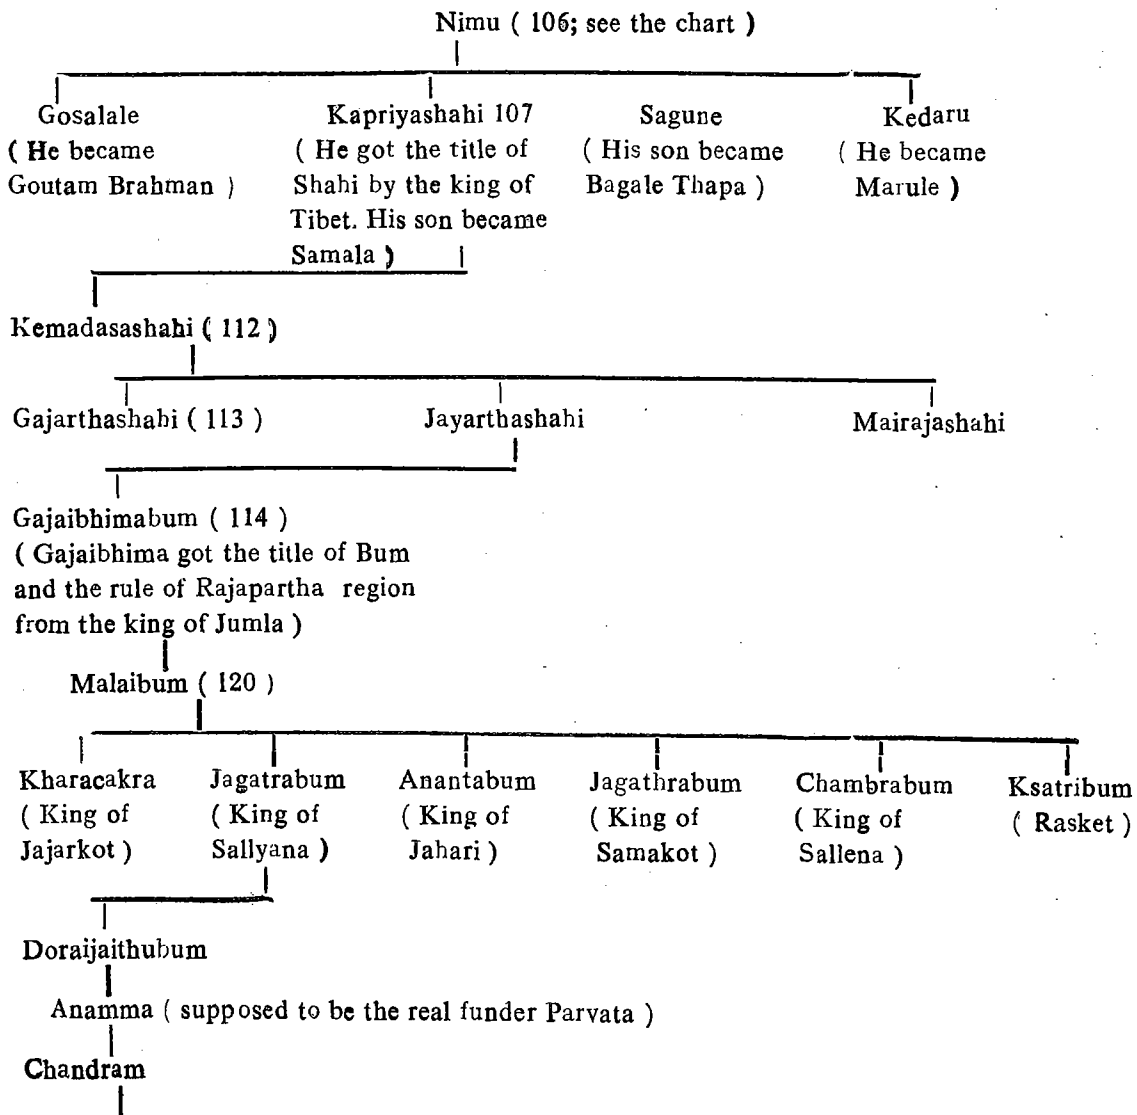 Nimu ( 106; see the chart )
Gosalale
( He became
Goutam Brahman )
Kapriyashahi 107
( He got the title of
Shahi by the king of
Tibet. His son became
Samala )
Sagune
( His son became
Bagale Thapa )
Kedaru
( He became
Marule )
Kemadasashahi ( 112 )
Gajarthashahi ( 113 )
Jayarthashahi
Mairajashahi
Gajaibhimabum ( 114 )
( Gajaibhima got the title of Bum
and the rule of Rajapartha region
from the king of Jumla )
Malaibum ( 120 )
Kharacakra
( King of
Jajarkot )
Jagatrabum
( King of
Sallyana )
Anantabum
( King of
Jahari )
Jagathrabum
( King of
Samakot )
Chambrabum
( King of
Sallena )
Ksatribum
( Rasket )
Doraijaithubum
Anamma ( supposed to be the real funder Parvata )
Chandram